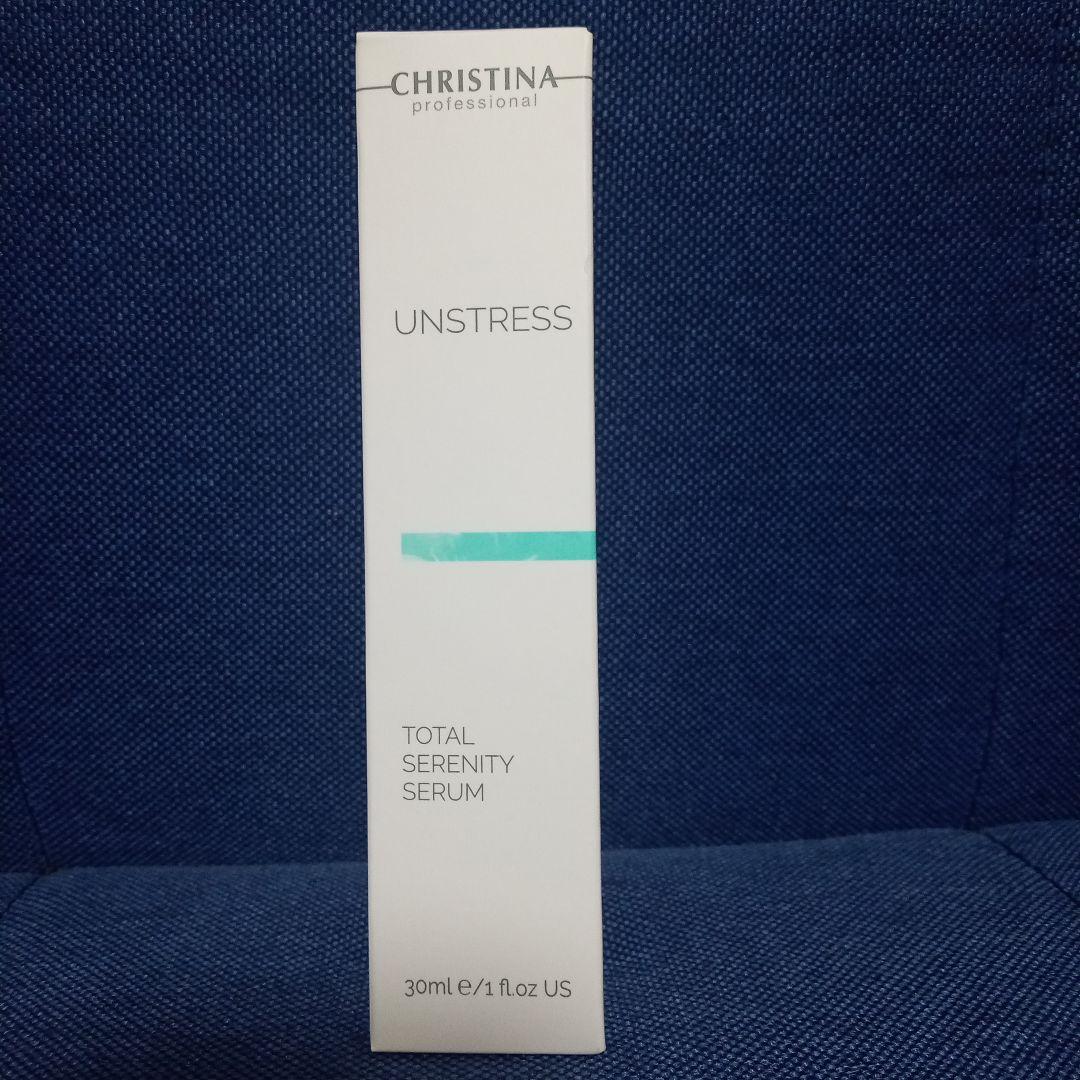 CHRISTINA
professional
UNSTRESS
TOTAL
SERENITY
SERUM
30ml ℮/1 fl.oz US